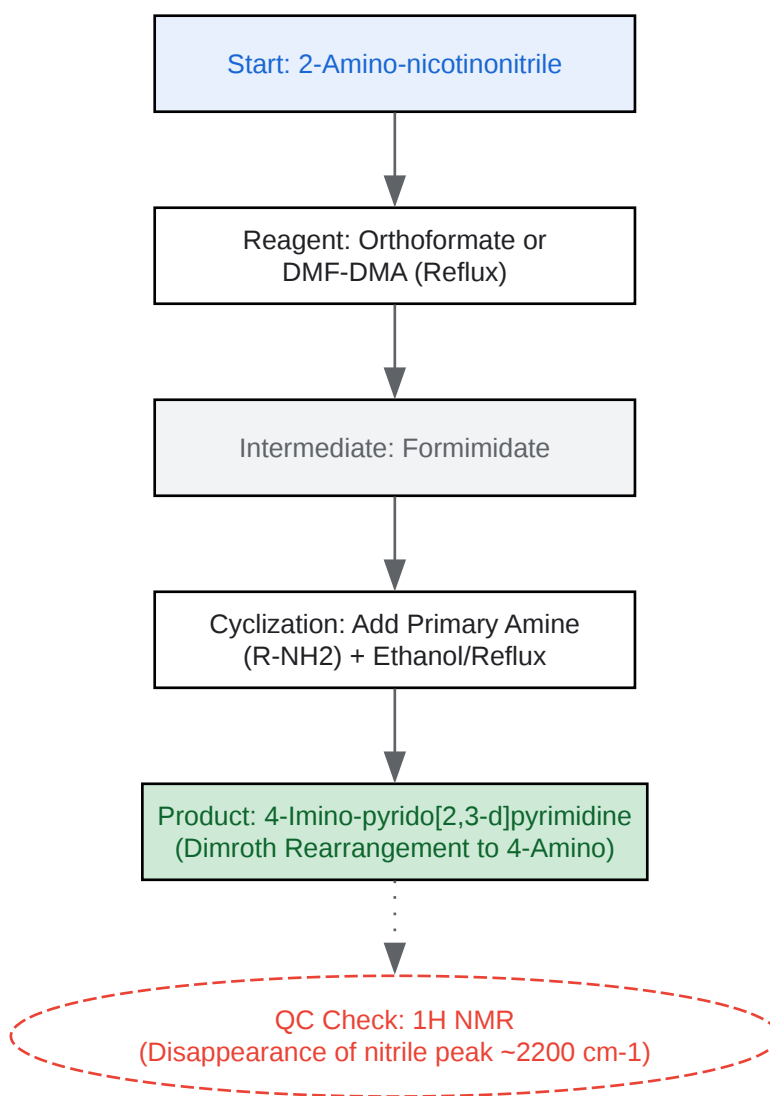 Start: 2-Amino-nicotinonitrile
Reagent: Orthoformate or
DMF-DMA (Reflux)
Intermediate: Formimidate
Cyclization: Add Primary Amine
(R-NH2) + Ethanol/Reflux
Product: 4-Imino-pyrido[2,3-d]pyrimidine
(Dimroth Rearrangement to 4-Amino)
QC Check: 1H NMR
(Disappearance of nitrile peak ~2200 cm-1)